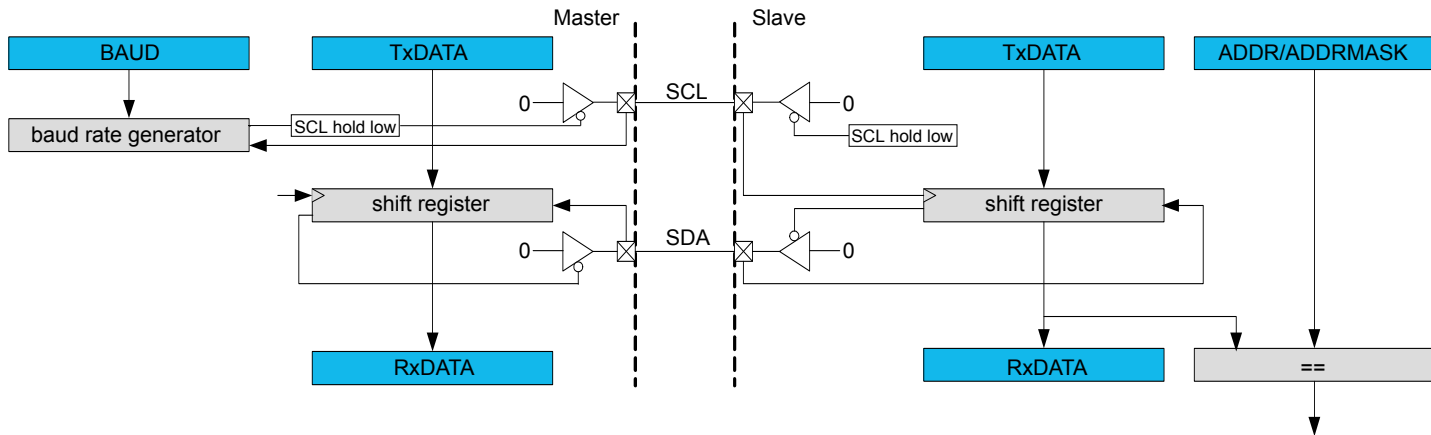 Master Slave
BAUD TxDATA TxDATA ADDR/ADDRMASK
0 SCL 0
baud rate generator SCL hold low SCL hold low
shift register shift register
0 SDA 0
RxDATA RxDATA ==